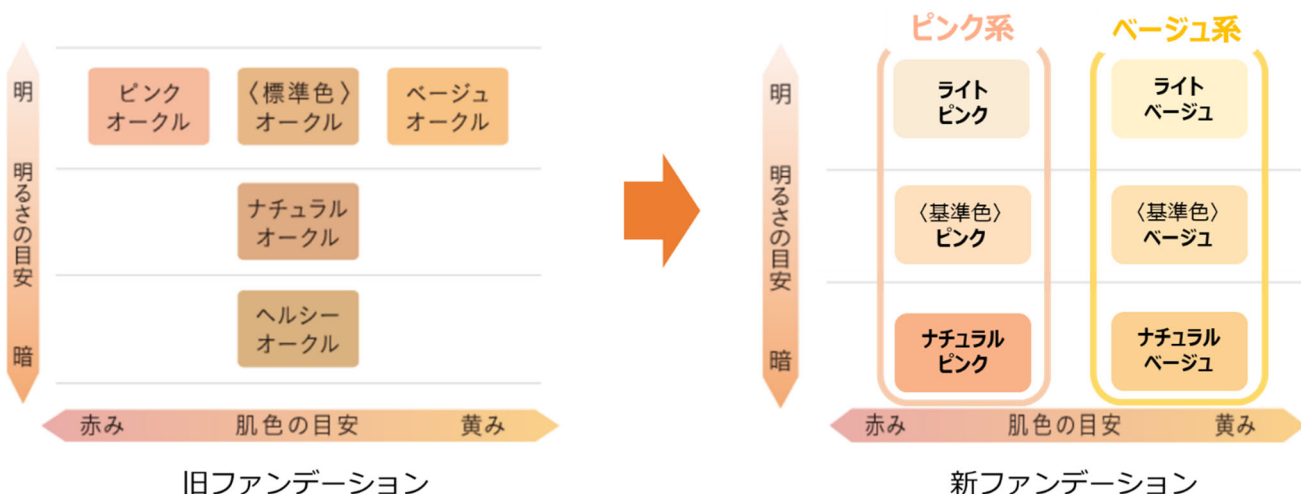 明
明るさの目安
暗
ピンク
オークル
〈標準色〉
オークル
ベージュ
オークル
ナチュラル
オークル
ヘルシー
オークル
赤み
肌色の目安
黄み
旧ファンデーション
ピンク系
ベージュ系
明
明るさの目安
暗
ライト
ピンク
ライト
ベージュ
〈基準色〉
ピンク
〈基準色〉
ベージュ
ナチュラル
ピンク
ナチュラル
ベージュ
赤み
肌色の目安
黄み
新ファンデーション